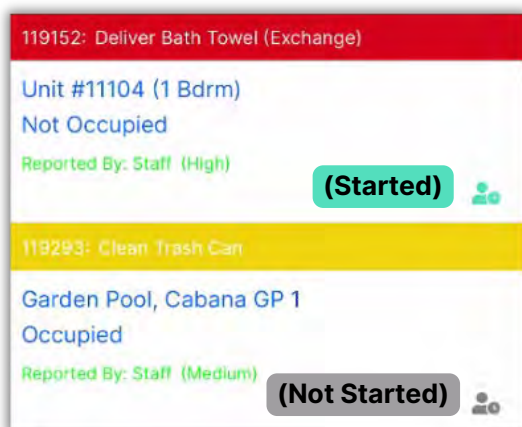 119152: Deliver Bath Towel (Exchange)
Unit #11104 (1 Bdrm)
Not Occupied
Reported By: Staff (High)
(Started)
119293: Clean Trash Can
Garden Pool, Cabana GP 1
Occupied
Reported By: Staff (Medium)
(Not Started)